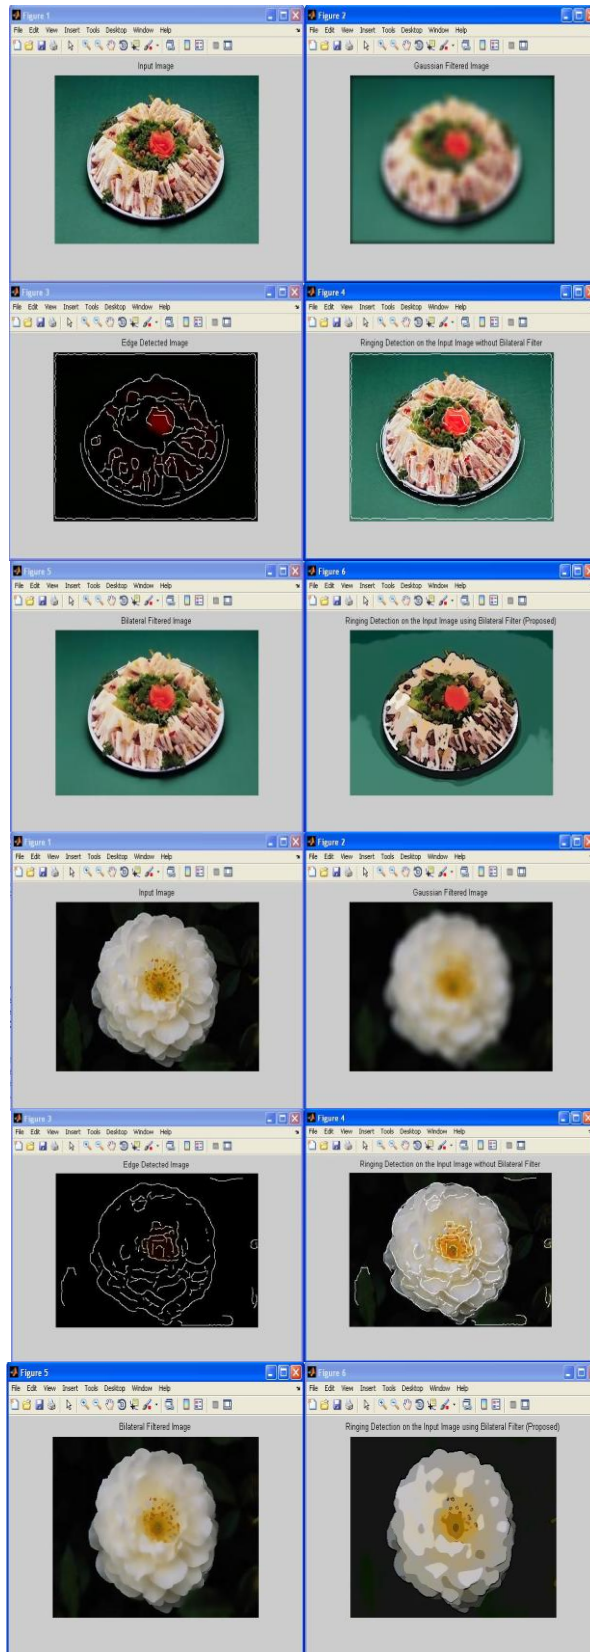 Figure 1
File Edit View Insert Tools Desktop Window Help
Input Image
Figure 2
File Edit View Insert Tools Desktop Window Help
Gaussian Filtered Image
Figure 3
File Edit View Insert Tools Desktop Window Help
Edge Detected Image
Figure 4
File Edit View Insert Tools Desktop Window Help
Ringing Detection on the Input Image without Bilateral Filter
Figure 5
File Edit View Insert Tools Desktop Window Help
Bilateral Filtered Image
Figure 6
File Edit View Insert Tools Desktop Window Help
Ringing Detection on the Input Image using Bilateral Filter (Proposed)
Figure 1
File Edit View Insert Tools Desktop Window Help
Input Image
Figure 2
File Edit View Insert Tools Desktop Window Help
Gaussian Filtered Image
Figure 3
File Edit View Insert Tools Desktop Window Help
Edge Detected Image
Figure 4
File Edit View Insert Tools Desktop Window Help
Ringing Detection on the Input Image without Bilateral Filter
Figure 5
File Edit View Insert Tools Desktop Window Help
Bilateral Filtered Image
Figure 6
File Edit View Insert Tools Desktop Window Help
Ringing Detection on the Input Image using Bilateral Filter (Proposed)